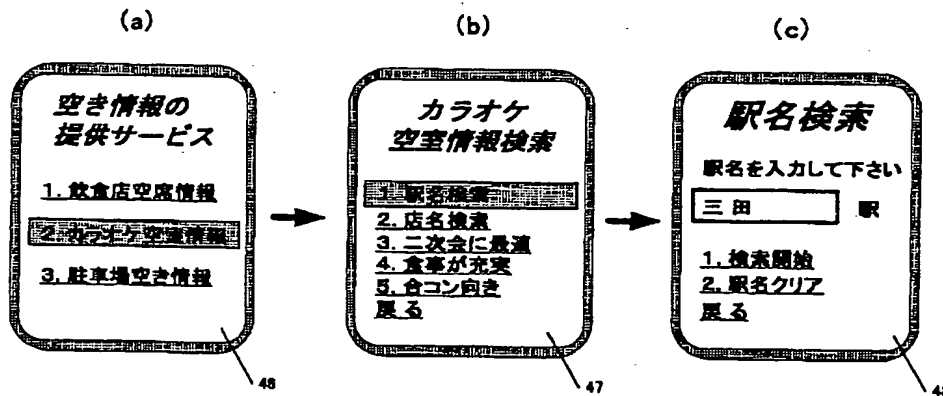 (a)
空き情報の
提供サービス
1. 飲食店空席情報
2. カラオケ空室情報
3. 駐車場空き情報
46
(b)
カラオケ
空室情報検索
1. 駅名検索
2. 店名検索
3. 二次会に最適
4. 食事が充実
5. 合コン向き
戻る
47
(c)
駅名検索
駅名を入力して下さい
三田 駅
1. 検索開始
2. 駅名クリア
戻る